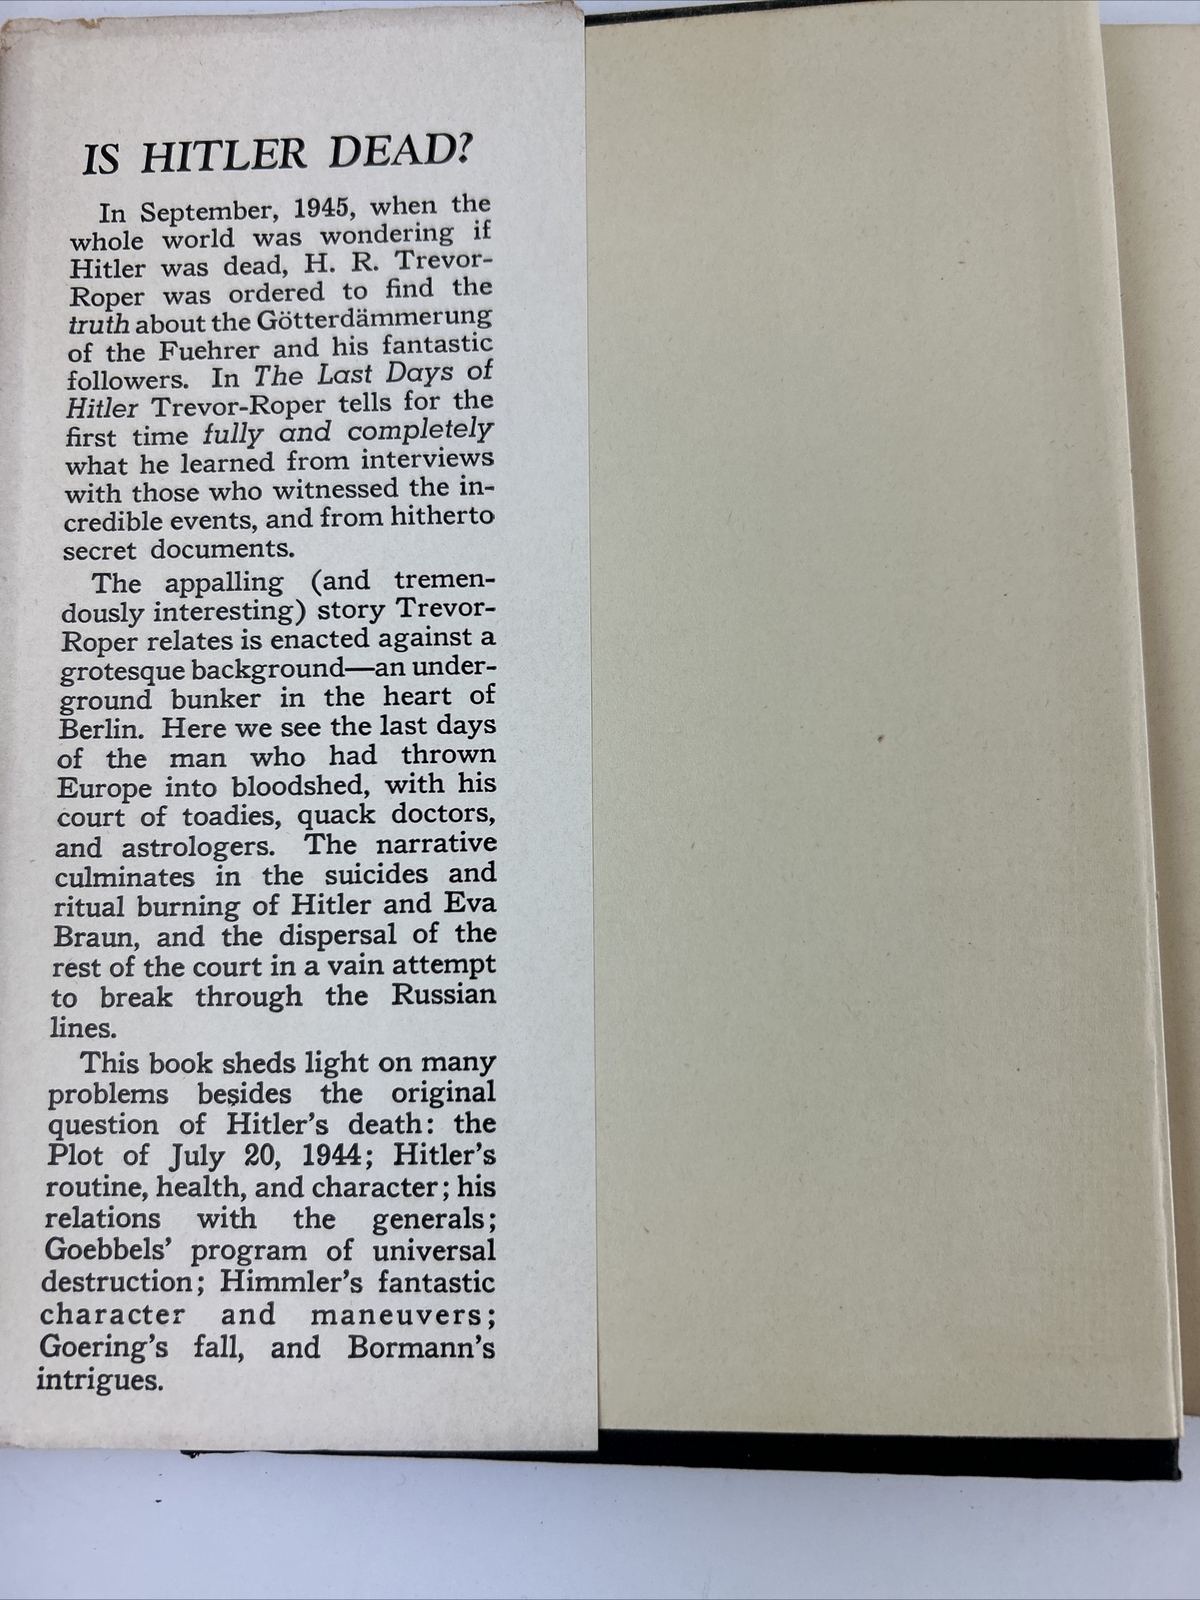 IS HITLER DEAD?
In September, 1945, when the
whole world was wondering if
Hitler was dead, H. R. Trevor-
Roper was ordered to find the
truth about the Götterdämmerung
of the Fuehrer and his fantastic
followers. In The Last Days of
Hitler Trevor-Roper tells for the
first time fully and completely
what he learned from interviews
with those who witnessed the in-
credible events, and from hitherto
secret documents.
The appalling (and tremen-
dously interesting) story Trevor-
Roper relates is enacted against a
grotesque background—an under-
ground bunker in the heart of
Berlin. Here we see the last days
of the man who had thrown
Europe into bloodshed, with his
court of toadies, quack doctors,
and astrologers. The narrative
culminates in the suicides and
ritual burning of Hitler and Eva
Braun, and the dispersal of the
rest of the court in a vain attempt
to break through the Russian
lines.
This book sheds light on many
problems besides the original
question of Hitler's death: the
Plot of July 20, 1944; Hitler's
routine, health, and character; his
relations with the generals;
Goebbels' program of universal
destruction; Himmler's fantastic
character and maneuvers;
Goering's fall, and Bormann's
intrigues.